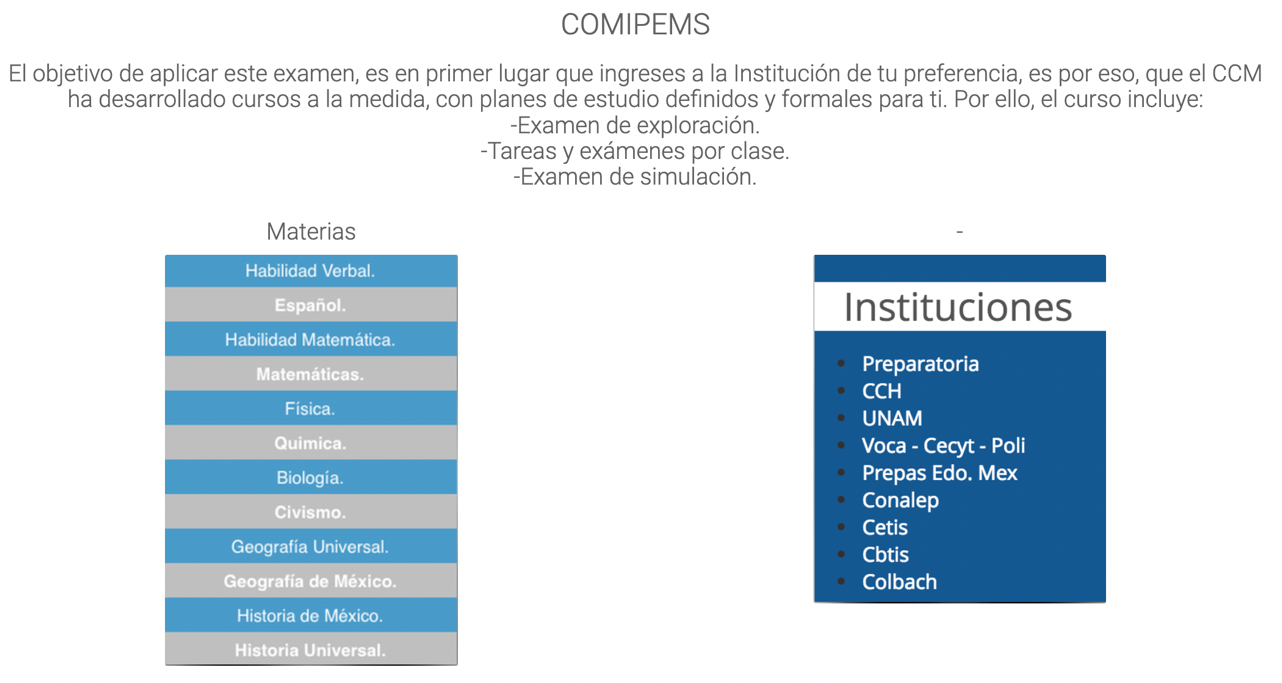 COMIPEMS
El objetivo de aplicar este examen, es en primer lugar que ingreses a la Institución de tu preferencia, es por eso, que el CCM
ha desarrollado cursos a la medida, con planes de estudio definidos y formales para ti. Por ello, el curso incluye:
-Examen de exploración.
-Tareas y exámenes por clase.
-Examen de simulación.
Materias
Habilidad Verbal.
Español.
Habilidad Matemática.
Matemáticas.
Física.
Quimica.
Biología.
Civismo.
Geografía Universal.
Geografía de México.
Historia de México.
Historia Universal.
-
Instituciones
• Preparatoria
• CCH
• UNAM
• Voca - Cecyt - Poli
• Prepas Edo. Mex
• Conalep
• Cetis
• Cbtis
• Colbach